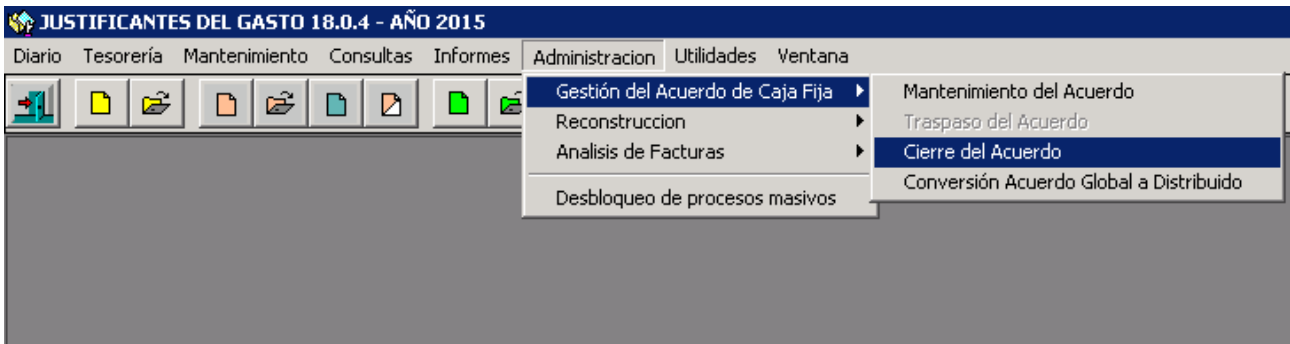 JUSTIFICANTES DEL GASTO 18.0.4 - AÑO 2015
Diario Tesorería Mantenimiento Consultas Informes Administracion Utilidades Ventana
Gestión del Acuerdo de Caja Fija
Reconstruccion
Analisis de Facturas
Desbloqueo de procesos masivos
Mantenimiento del Acuerdo
Traspaso del Acuerdo
Cierre del Acuerdo
Conversión Acuerdo Global a Distribuido